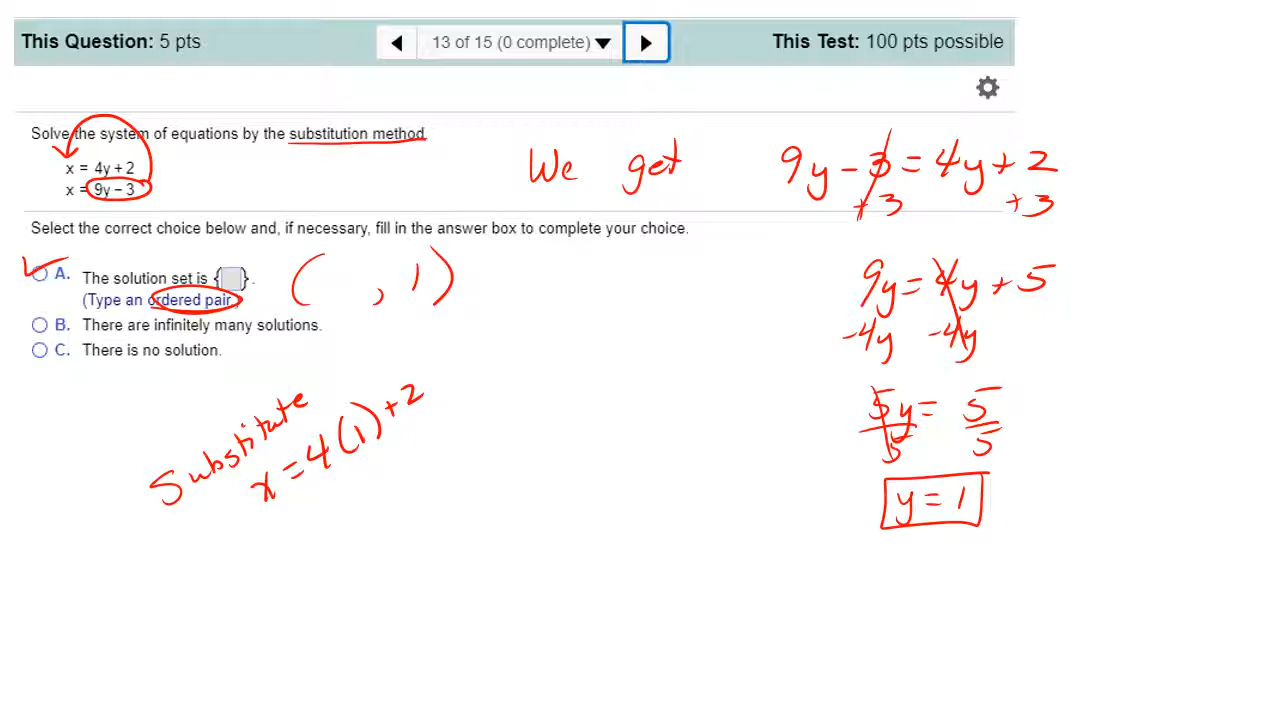 This Question: 5 pts
13 of 15 (0 complete)
This Test: 100 pts possible
Solve the system of equations by the substitution method.
x = 4y + 2
x = 9y − 3
We get 9y − 3 = 4y + 2
+3 +3
Select the correct choice below and, if necessary, fill in the answer box to complete your choice.
A. The solution set is { }.
(Type an ordered pair.)
( , 1)
9y = 4y + 5
-4y -4y
B. There are infinitely many solutions.
C. There is no solution.
5y = 5
5 5
y = 1
Substitute
x = 4(1) + 2